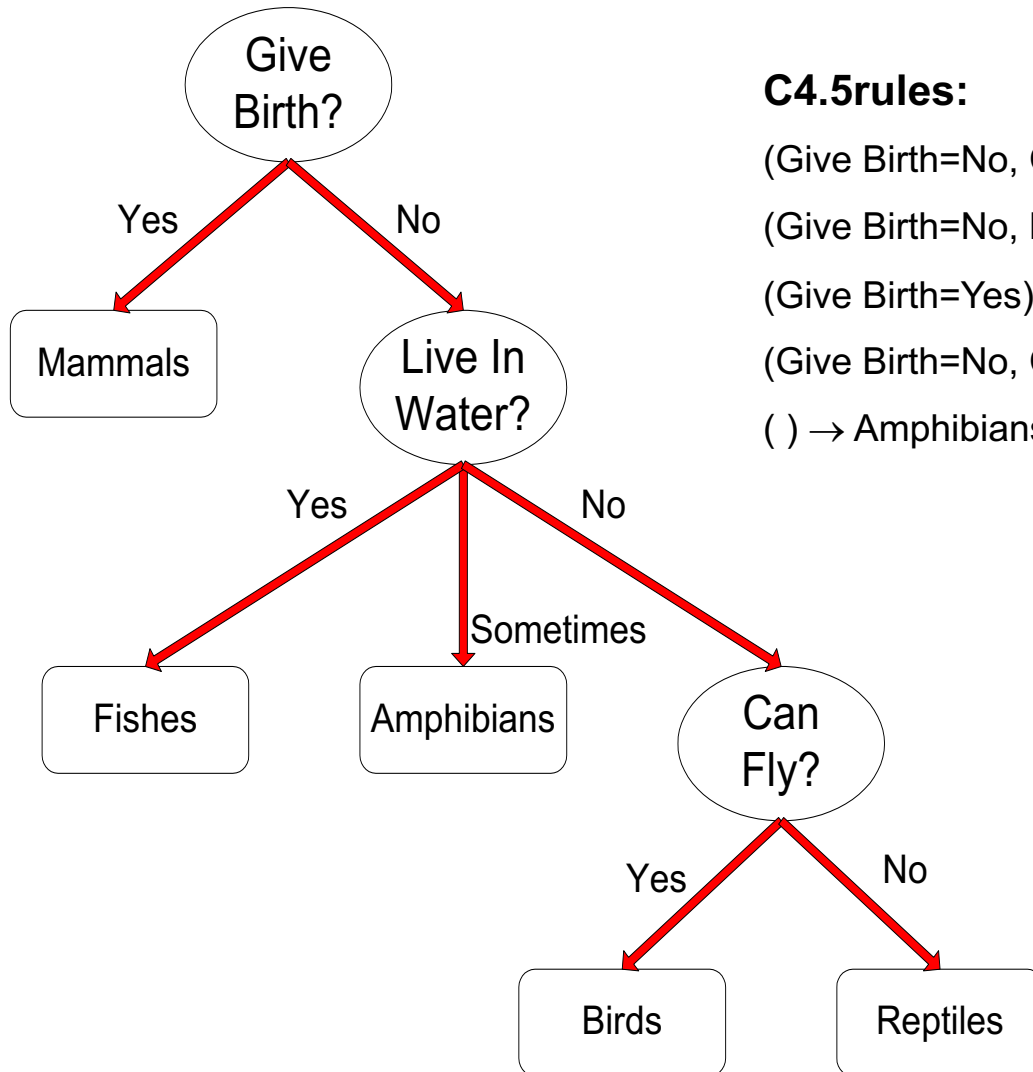 Give
Birth?
Yes
No
Mammals
Live In
Water?
Yes
Sometimes
No
Fishes
Amphibians
Can
Fly?
Yes
No
Birds
Reptiles
C4.5rules:
(Give Birth=No,
(Give Birth=No,
(Give Birth=Yes)
(Give Birth=No,
( ) → Amphibians